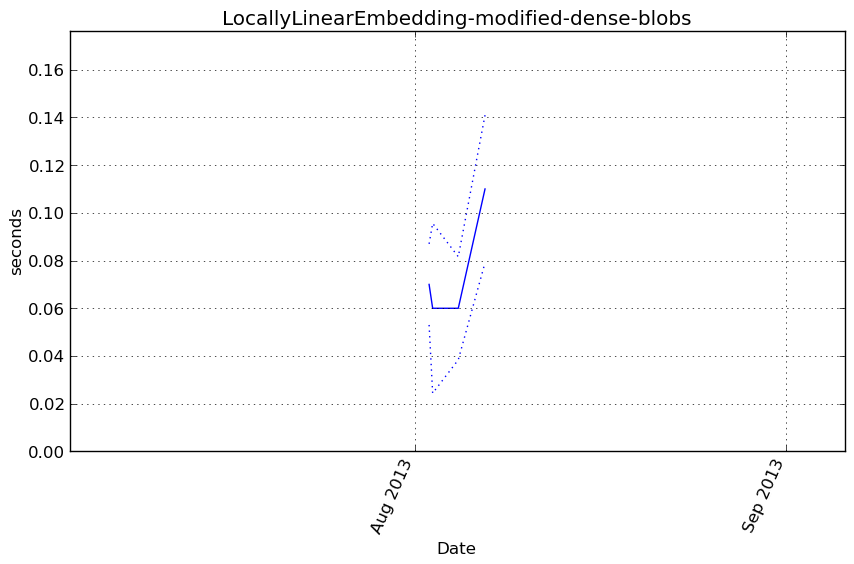 LocallyLinearEmbedding-modified-dense-blobs
0.16
0.14
0.12
0.10
0.08
0.06
0.04
0.02
0.00
seconds
Aug 2013
Sep 2013
Date